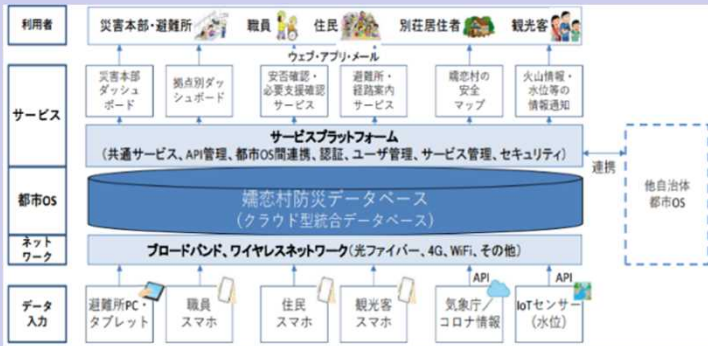 利用者
災害本部・避難所
職員
住民
別荘居住者
観光客
ウェブ・アプリ・メール
サービス
災害本部
ダッシュ
ボード
拠点別ダッ
シュボード
安否確認・
必要支援確認
サービス
避難所・
経路案内
サービス
嬬恋村の
安全
マップ
火山情報・
水位等の
情報通知
サービスプラットフォーム
(共通サービス、API管理、都市OS間連携、認証、ユーザ管理、サービス管理、セキュリティ)
連携
他自治体
都市OS
都市OS
嬬恋村防災データベース
(クラウド型統合データベース)
ネット
ワーク
ブロードバンド、ワイヤレスネットワーク(光ファイバー、4G、WiFi、その他)
API
API
データ
入力
避難所PC・
タブレット
職員
スマホ
住民
スマホ
観光客
スマホ
気象庁/
コロナ情報
IoTセンサー
(水位)